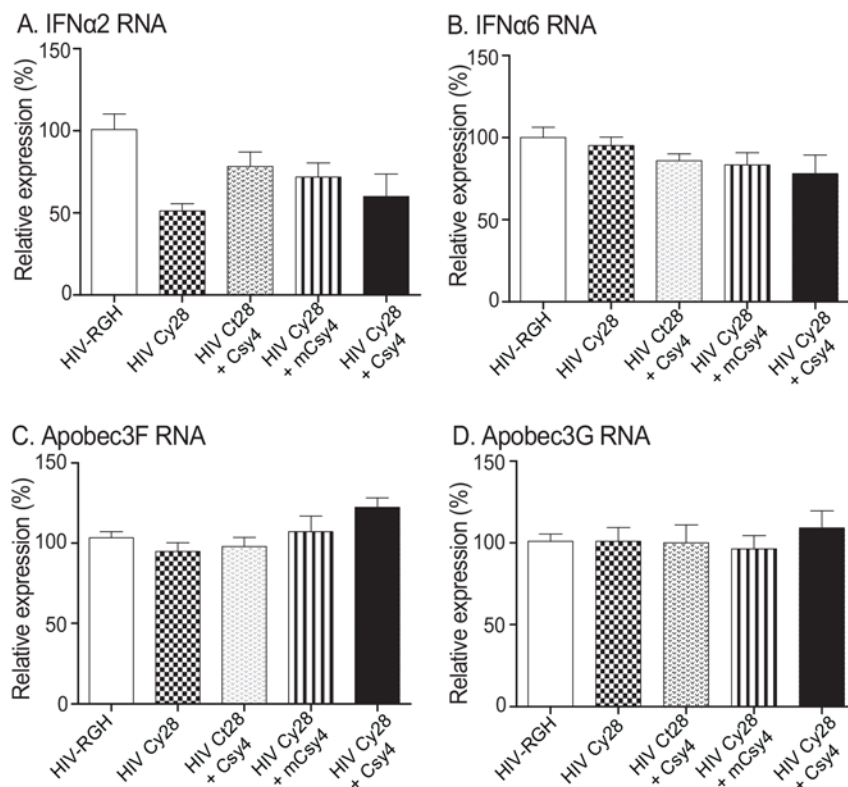 A. IFNα2 RNA
Relative expression (%)
150
100
50
0
HIV-RGH
HIV Cy28
HIV Ct28
+ Csy4
HIV Cy28
+ mCsy4
HIV Cy28
+ Csy4
B. IFNα6 RNA
Relative expression (%)
150
100
50
100
HIV-RGH
HIV Cy28
HIV Ct28
+ Csy4
HIV Cy28
+ mCsy4
HIV Cy28
+ Csy4
C. Apobec3F RNA
Relative expression (%)
150
100
50
0
HIV-RGH
HIV Cy28
HIV Ct28
+ Csy4
HIV Cy28
+ mCsy4
HIV Cy28
+ Csy4
D. Apobec3G RNA
Relative expression (%)
150
100
50
0
HIV-RGH
HIV Cy28
HIV Ct28
+ Csy4
HIV Cy28
+ mCsy4
HIV Cy28
+ Csy4